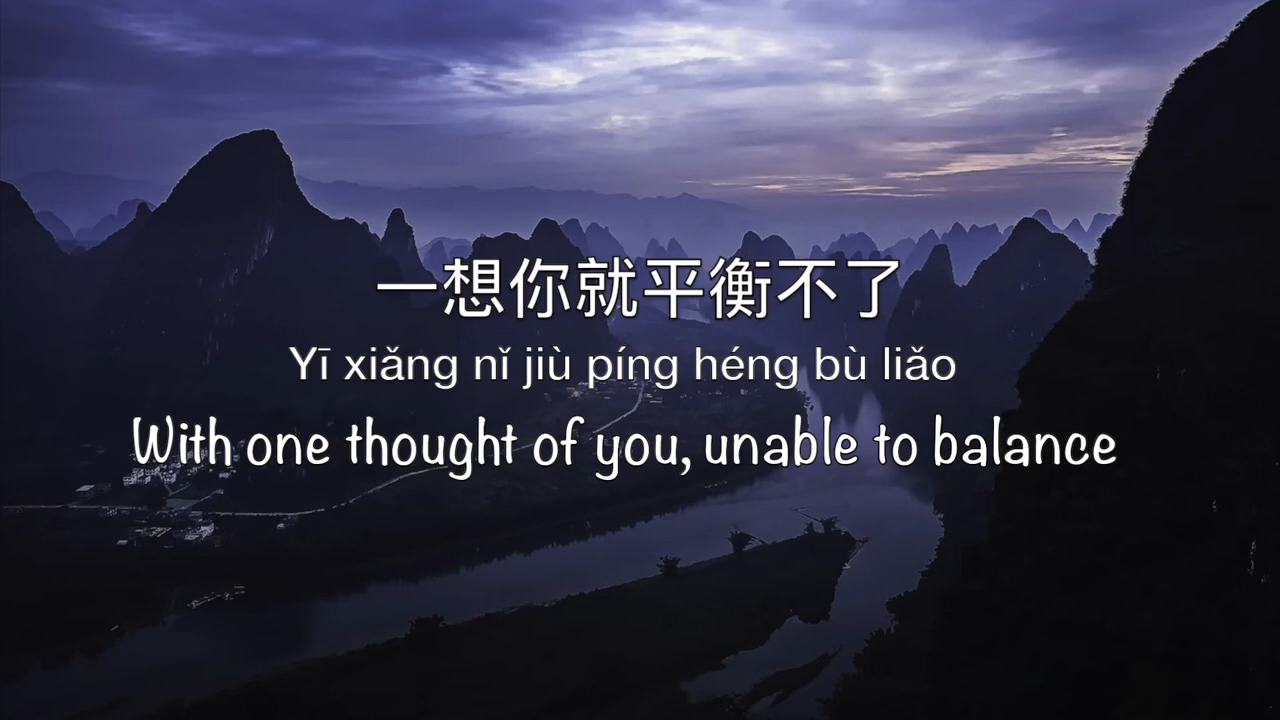 一想你就平衡不了
Yī xiǎng nǐ jiù píng héng bù liǎo
With one thought of you, unable to balance